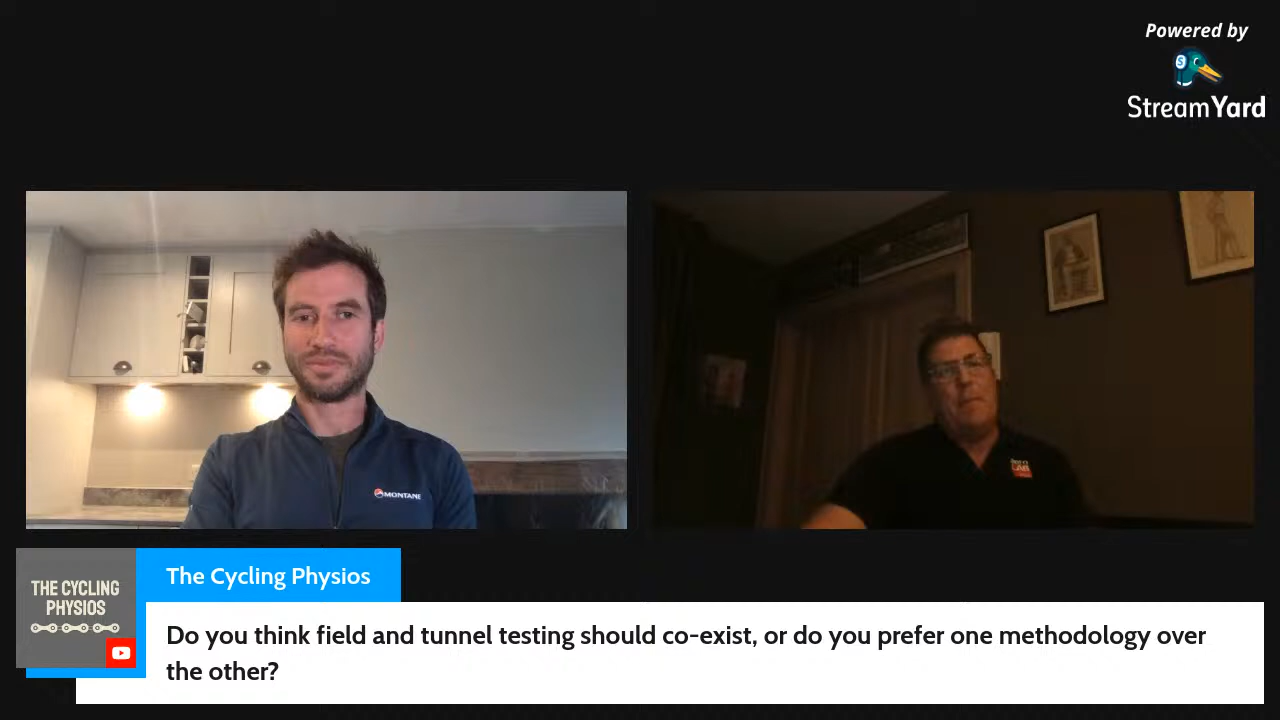 Powered by
StreamYard
MONTANE
THE CYCLING
PHYSIOS
The Cycling Physios
Do you think field and tunnel testing should co-exist, or do you prefer one methodology over
the other?